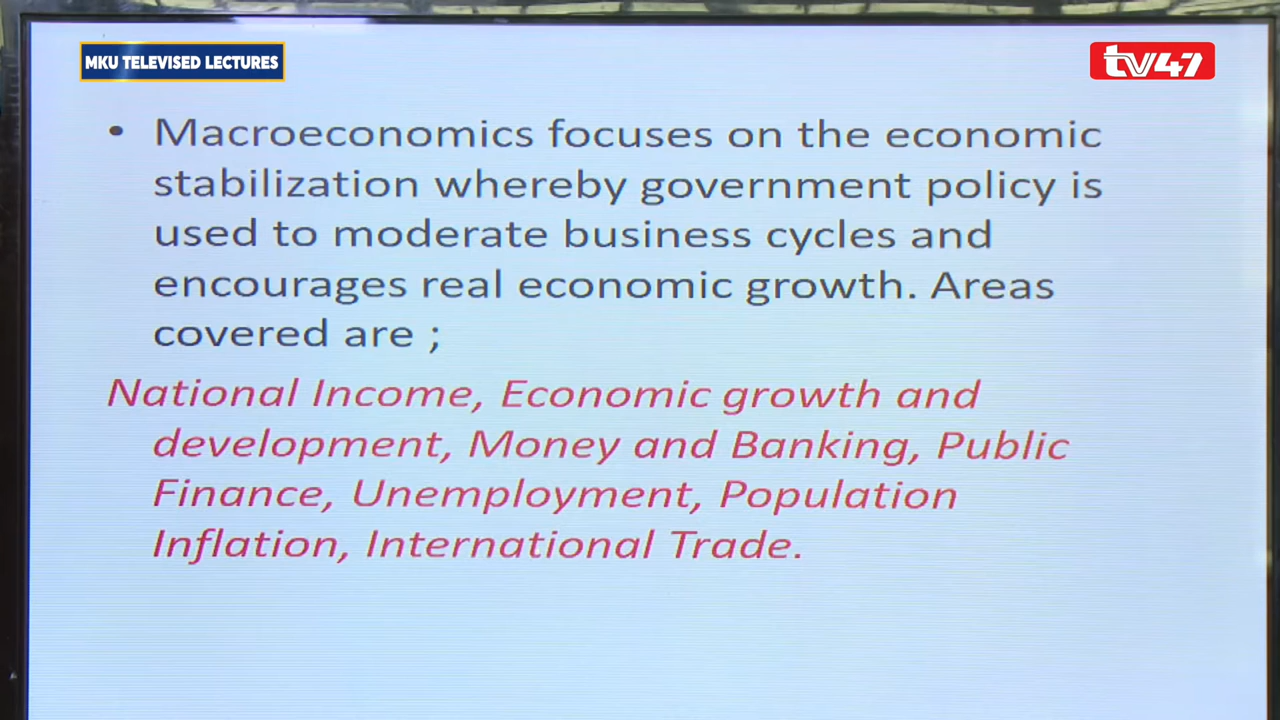 MKU TELEVISED LECTURES
tv47
• Macroeconomics focuses on the economic
stabilization whereby government policy is
used to moderate business cycles and
encourages real economic growth. Areas
covered are ;
National Income, Economic growth and
development, Money and Banking, Public
Finance, Unemployment, Population
Inflation, International Trade.